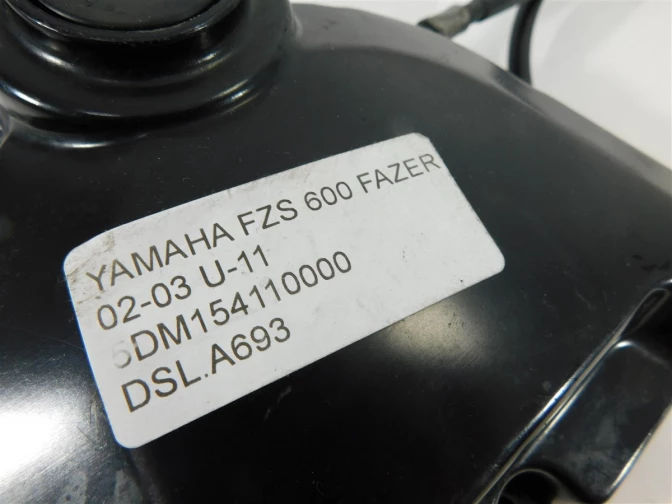 YAMAHA FZS 600 FAZER
02-03 U-11
5DM154110000
DSL.A693